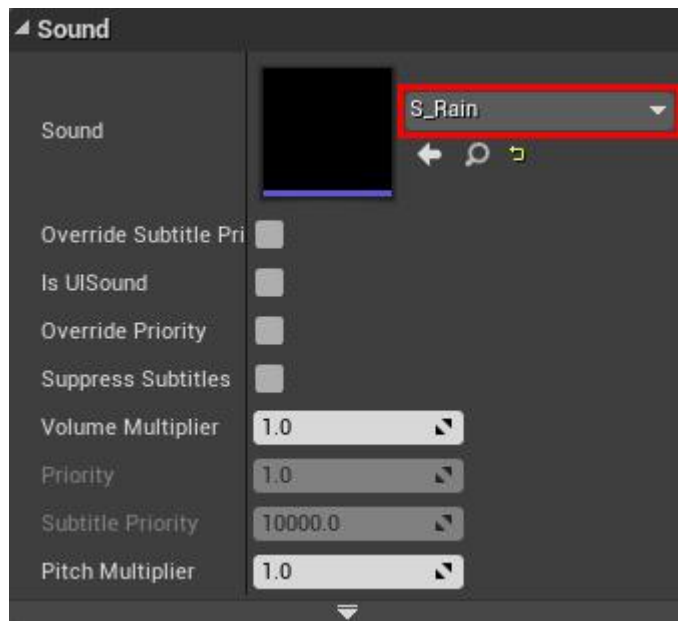 Sound
Sound
S_Rain
Override Subtitle Pri
Is UISound
Override Priority
Suppress Subtitles
Volume Multiplier 1.0
Priority 1.0
Subtitle Priority 10000.0
Pitch Multiplier 1.0